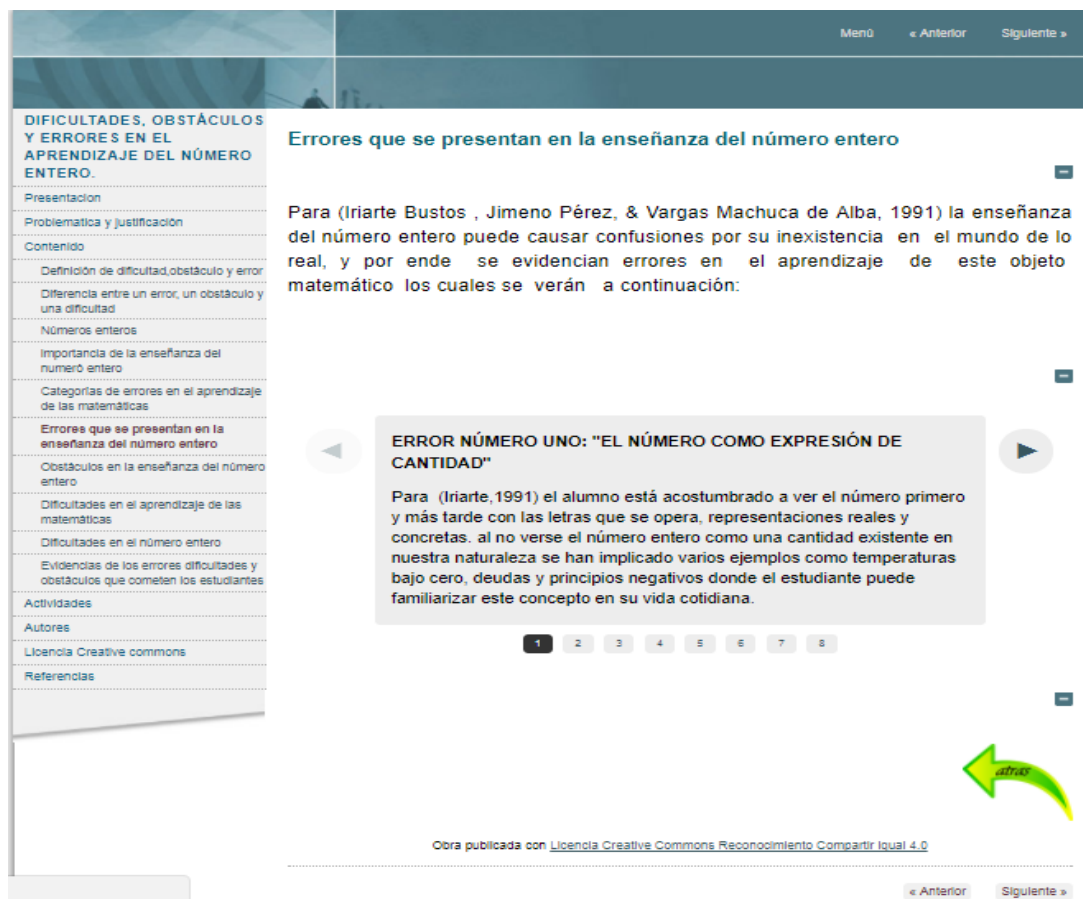 Menú « Anterior Siguiente »
DIFICULTADES, OBSTÁCULOS
Y ERRORES EN EL
APRENDIZAJE DEL NÚMERO
ENTERO.
Presentacion
Problematica y justificación
Contenido
Definición de dificultad,obstáculo y error
Diferencia entre un error, un obstáculo y
una dificultad
Números enteros
Importancia de la enseñanza del
numeró entero
Categorías de errores en el aprendizaje
de las matemáticas
Errores que se presentan en la
enseñanza del número entero
Obstáculos en la enseñanza del número
entero
Dificultades en el aprendizaje de las
matemáticas
Dificultades en el número entero
Evidencias de los errores dificultades y
obstáculos que cometen los estudiantes
Actividades
Autores
Licencia Creative commons
Referencias
Errores que se presentan en la enseñanza del número entero
Para (Iriarte Bustos , Jimeno Pérez, & Vargas Machuca de Alba, 1991) la enseñanza
del número entero puede causar confusiones por su inexistencia en el mundo de lo
real, y por ende se evidencian errores en el aprendizaje de este objeto
matemático los cuales se verán a continuación:
ERROR NÚMERO UNO: "EL NÚMERO COMO EXPRESIÓN DE
CANTIDAD"
Para (Iriarte,1991) el alumno está acostumbrado a ver el número primero
y más tarde con las letras que se opera, representaciones reales y
concretas. al no verse el número entero como una cantidad existente en
nuestra naturaleza se han implicado varios ejemplos como temperaturas
bajo cero, deudas y principios negativos donde el estudiante puede
familiarizar este concepto en su vida cotidiana.
1 2 3 4 5 6 7 8
atras
Obra publicada con Licencia Creative Commons Reconocimiento Compartir Igual 4.0
« Anterior Siguiente »